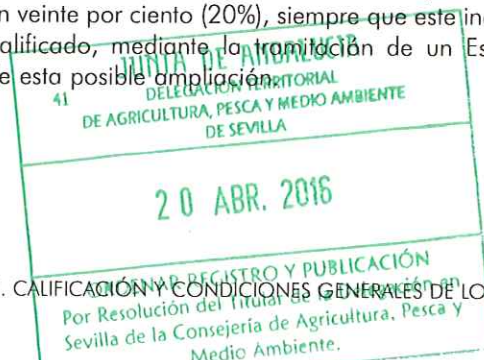 n veinte por ciento (20%), siempre que este in
alificado, mediante la tramitación de un Es
e esta posible ampliación.
JUNTA DE ANDALUCIA
41 DELEGACIÓN TERRITORIAL
DE AGRICULTURA, PESCA Y MEDIO AMBIENTE
DE SEVILLA
20 ABR. 2016
REGISTRO Y PUBLICACIÓN
. CALIFICACIÓN Y CONDICIONES GENERALES DE LO
Por Resolución del Titular de la en
Sevilla de la Consejería de Agricultura, Pesca y
Medio Ambiente.